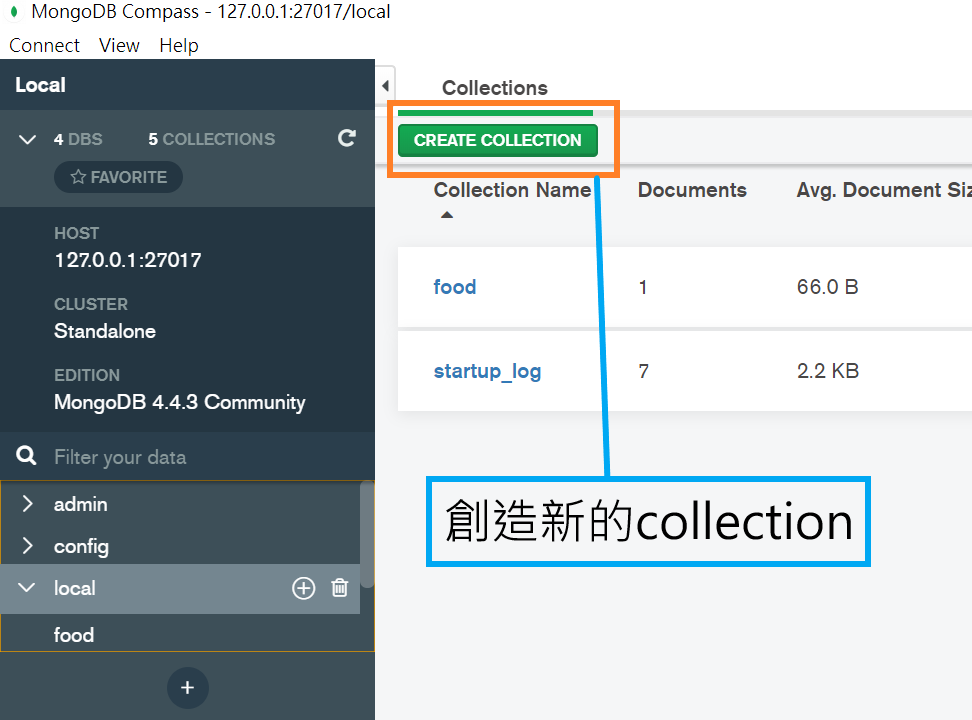 MongoDB Compass - 127.0.0.1:27017/local
Connect View Help
Local
4 DBS 5 COLLECTIONS
FAVORITE
HOST
127.0.0.1:27017
CLUSTER
Standalone
EDITION
MongoDB 4.4.3 Community
Filter your data
admin
config
local
food
Collections
CREATE COLLECTION
Collection Name Documents Avg. Document Siz
food 1 66.0 B
startup_log 7 2.2 KB
創造新的collection